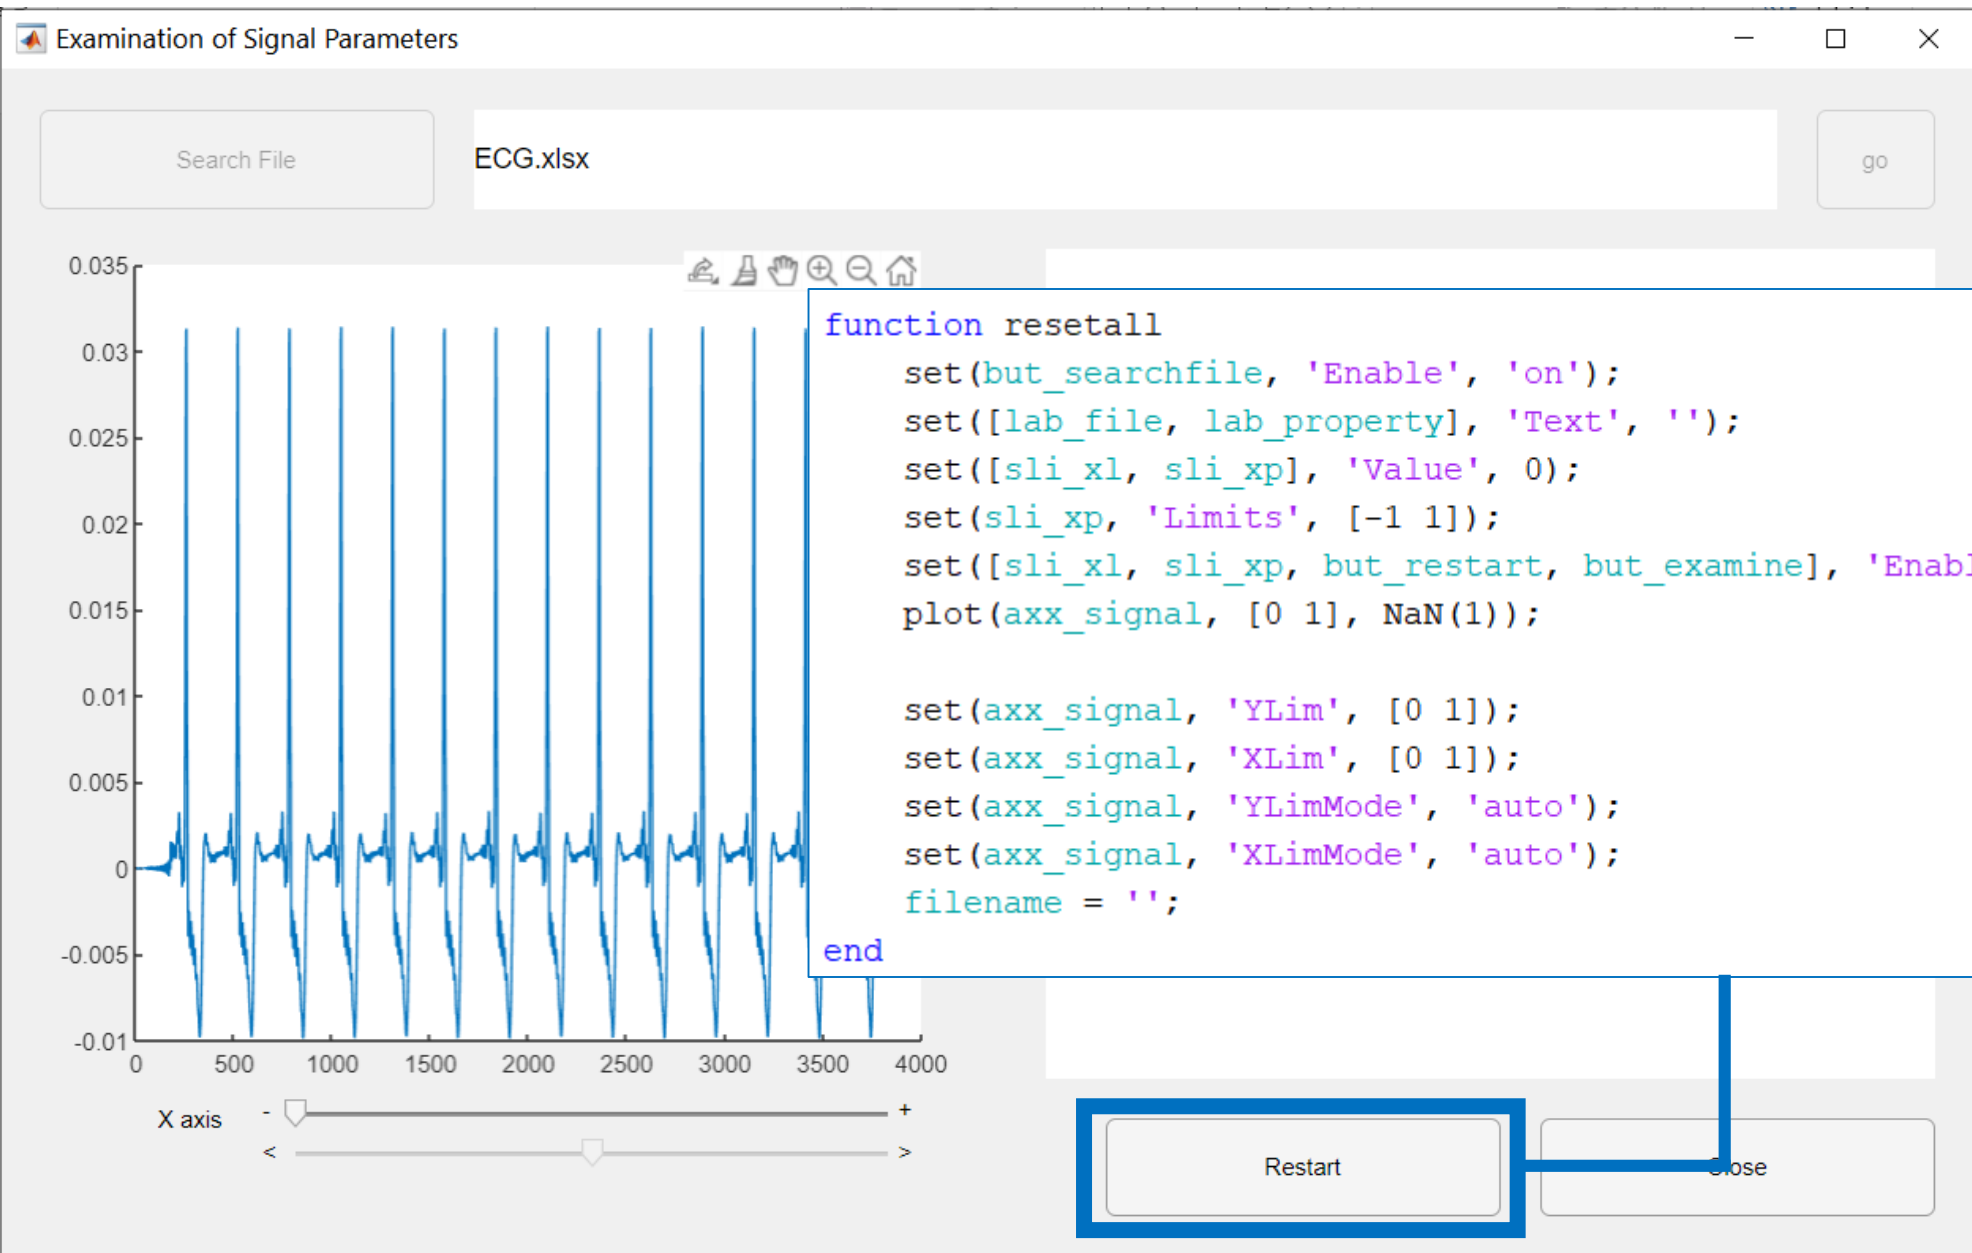 Examination of Signal Parameters
Search File
ECG.xlsx
go
0.035
0.03
0.025
0.02
0.015
0.01
0.005
0
-0.005
-0.01
0 500 1000 1500 2000 2500 3000 3500 4000
X axis
- +
< >
function resetall
set(but_searchfile, 'Enable', 'on');
set([lab_file, lab_property], 'Text', '');
set([sli_xl, sli_xp], 'Value', 0);
set(sli_xp, 'Limits', [-1 1]);
set([sli_xl, sli_xp, but_restart, but_examine], 'Enabl
plot(axx_signal, [0 1], NaN(1));
set(axx_signal, 'YLim', [0 1]);
set(axx_signal, 'XLim', [0 1]);
set(axx_signal, 'YLimMode', 'auto');
set(axx_signal, 'XLimMode', 'auto');
filename = '';
end
Restart
Close